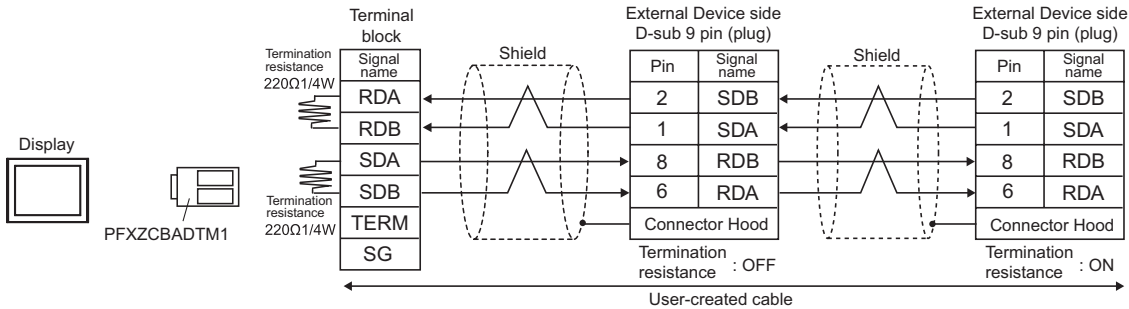 Display
PFXZCBADTM1
Termination
resistance
220Ω1/4W
Termination
resistance
220Ω1/4W
Terminal
block
Signal
name
RDA
RDB
SDA
SDB
TERM
SG
Shield
External Device side
D-sub 9 pin (plug)
Pin Signal
name
2 SDB
1 SDA
8 RDB
6 RDA
Connector Hood
Termination
resistance : OFF
Shield
External Device side
D-sub 9 pin (plug)
Pin Signal
name
2 SDB
1 SDA
8 RDB
6 RDA
Connector Hood
Termination
resistance : ON
User-created cable